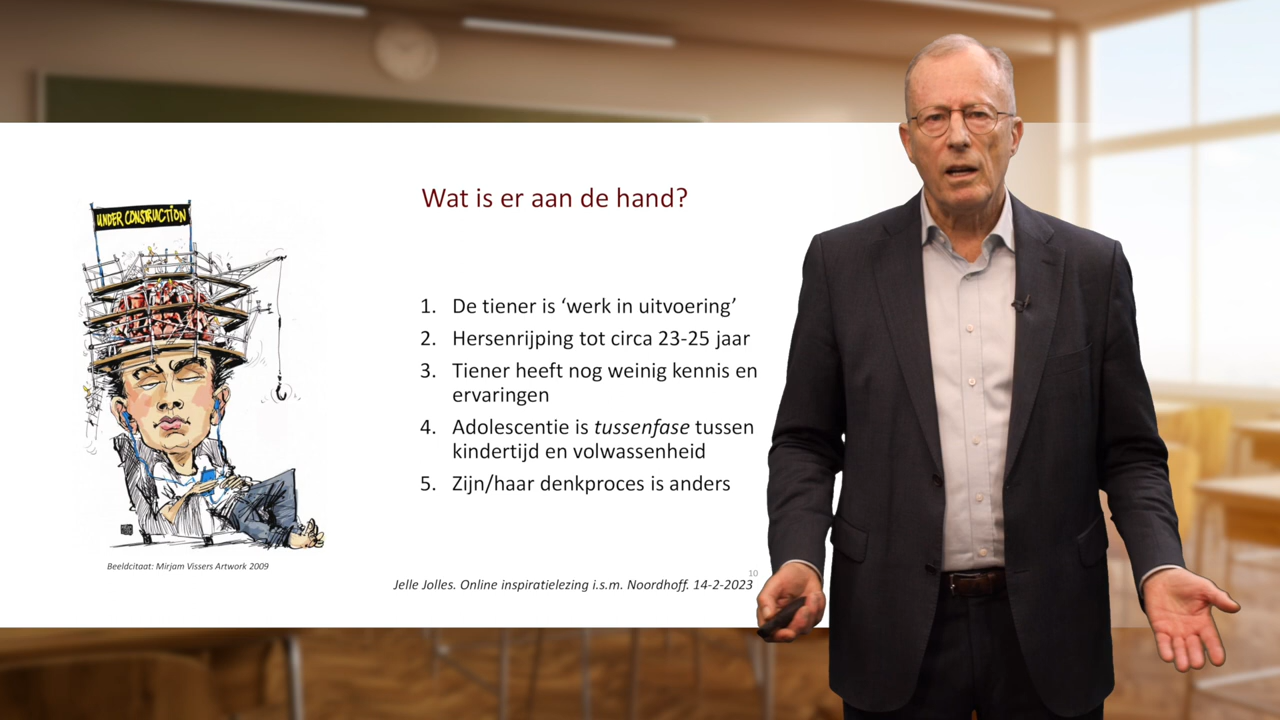 UNDER CONSTRUCTION
Wat is er aan de hand?
1. De tiener is ‘werk in uitvoering’
2. Hersenrijping tot circa 23-25 jaar
3. Tiener heeft nog weinig kennis en
ervaringen
4. Adolescentie is tussenfase tussen
kindertijd en volwassenheid
5. Zijn/haar denkproces is anders
Beeldcitaat: Mirjam Vissers Artwork 2009
10
Jelle Jolles. Online inspiratielezing i.s.m. Noordhoff. 14-2-2023